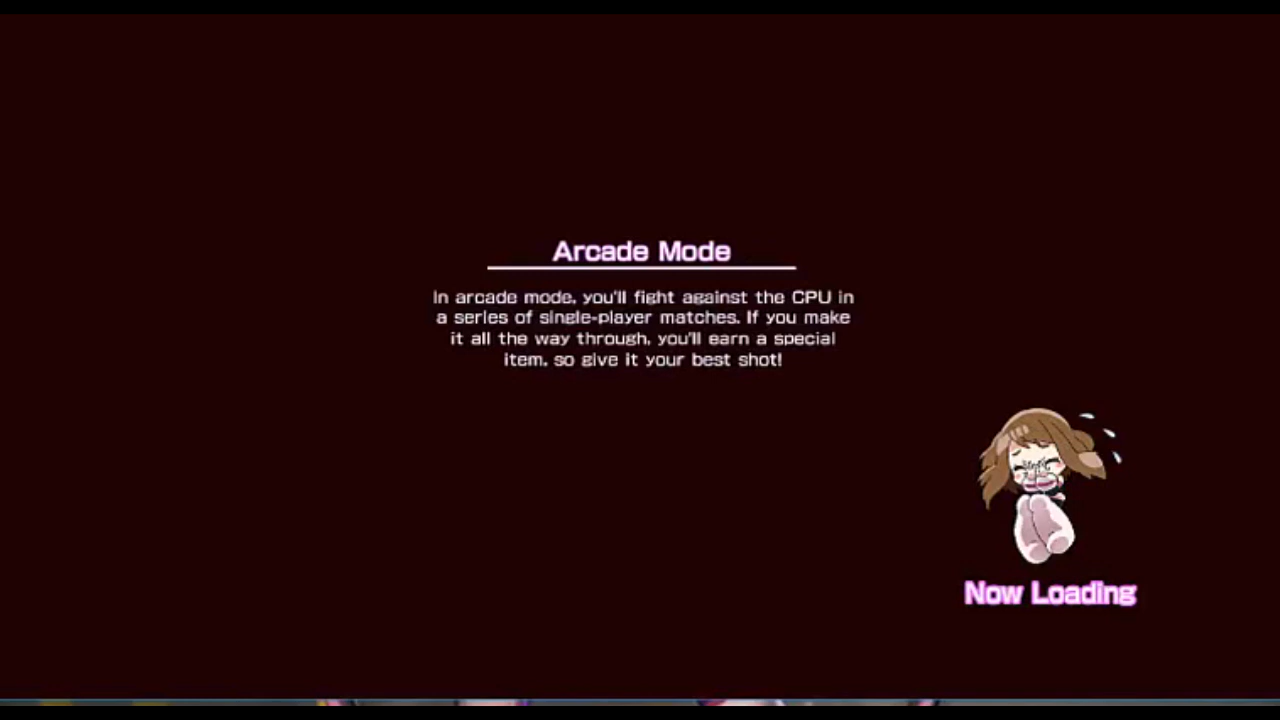 Arcade Mode
In arcade mode, you'll fight against the CPU in
a series of single-player matches. If you make
it all the way through, you'll earn a special
item, so give it your best shot!
Now Loading